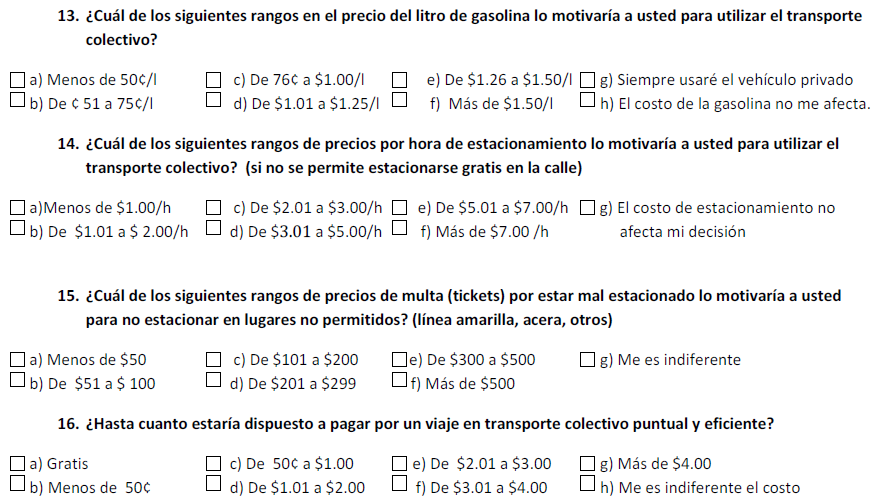 13. ¿Cuál de los siguientes rangos en el precio del litro de gasolina lo motivaría a usted para utilizar el transporte
colectivo?
a) Menos de 50¢/l c) De 76¢ a $1.00/l e) De $1.26 a $1.50/l g) Siempre usaré el vehículo privado
b) De ¢ 51 a 75¢/l d) De $1.01 a $1.25/l f) Más de $1.50/l h) El costo de la gasolina no me afecta.
14. ¿Cuál de los siguientes rangos de precios por hora de estacionamiento lo motivaría a usted para utilizar el
transporte colectivo? (si no se permite estacionarse gratis en la calle)
a)Menos de $1.00/h c) De $2.01 a $3.00/h e) De $5.01 a $7.00/h g) El costo de estacionamiento no
b) De $1.01 a $ 2.00/h d) De $3.01 a $5.00/h f) Más de $7.00 /h afecta mi decisión
15. ¿Cuál de los siguientes rangos de precios de multa (tickets) por estar mal estacionado lo motivaría a usted
para no estacionar en lugares no permitidos? (línea amarilla, acera, otros)
a) Menos de $50 c) De $101 a $200 e) De $300 a $500 g) Me es indiferente
b) De $51 a $ 100 d) De $201 a $299 f) Más de $500
16. ¿Hasta cuanto estaría dispuesto a pagar por un viaje en transporte colectivo puntual y eficiente?
a) Gratis c) De 50¢ a $1.00 e) De $2.01 a $3.00 g) Más de $4.00
b) Menos de 50¢ d) De $1.01 a $2.00 f) De $3.01 a $4.00 h) Me es indiferente el costo